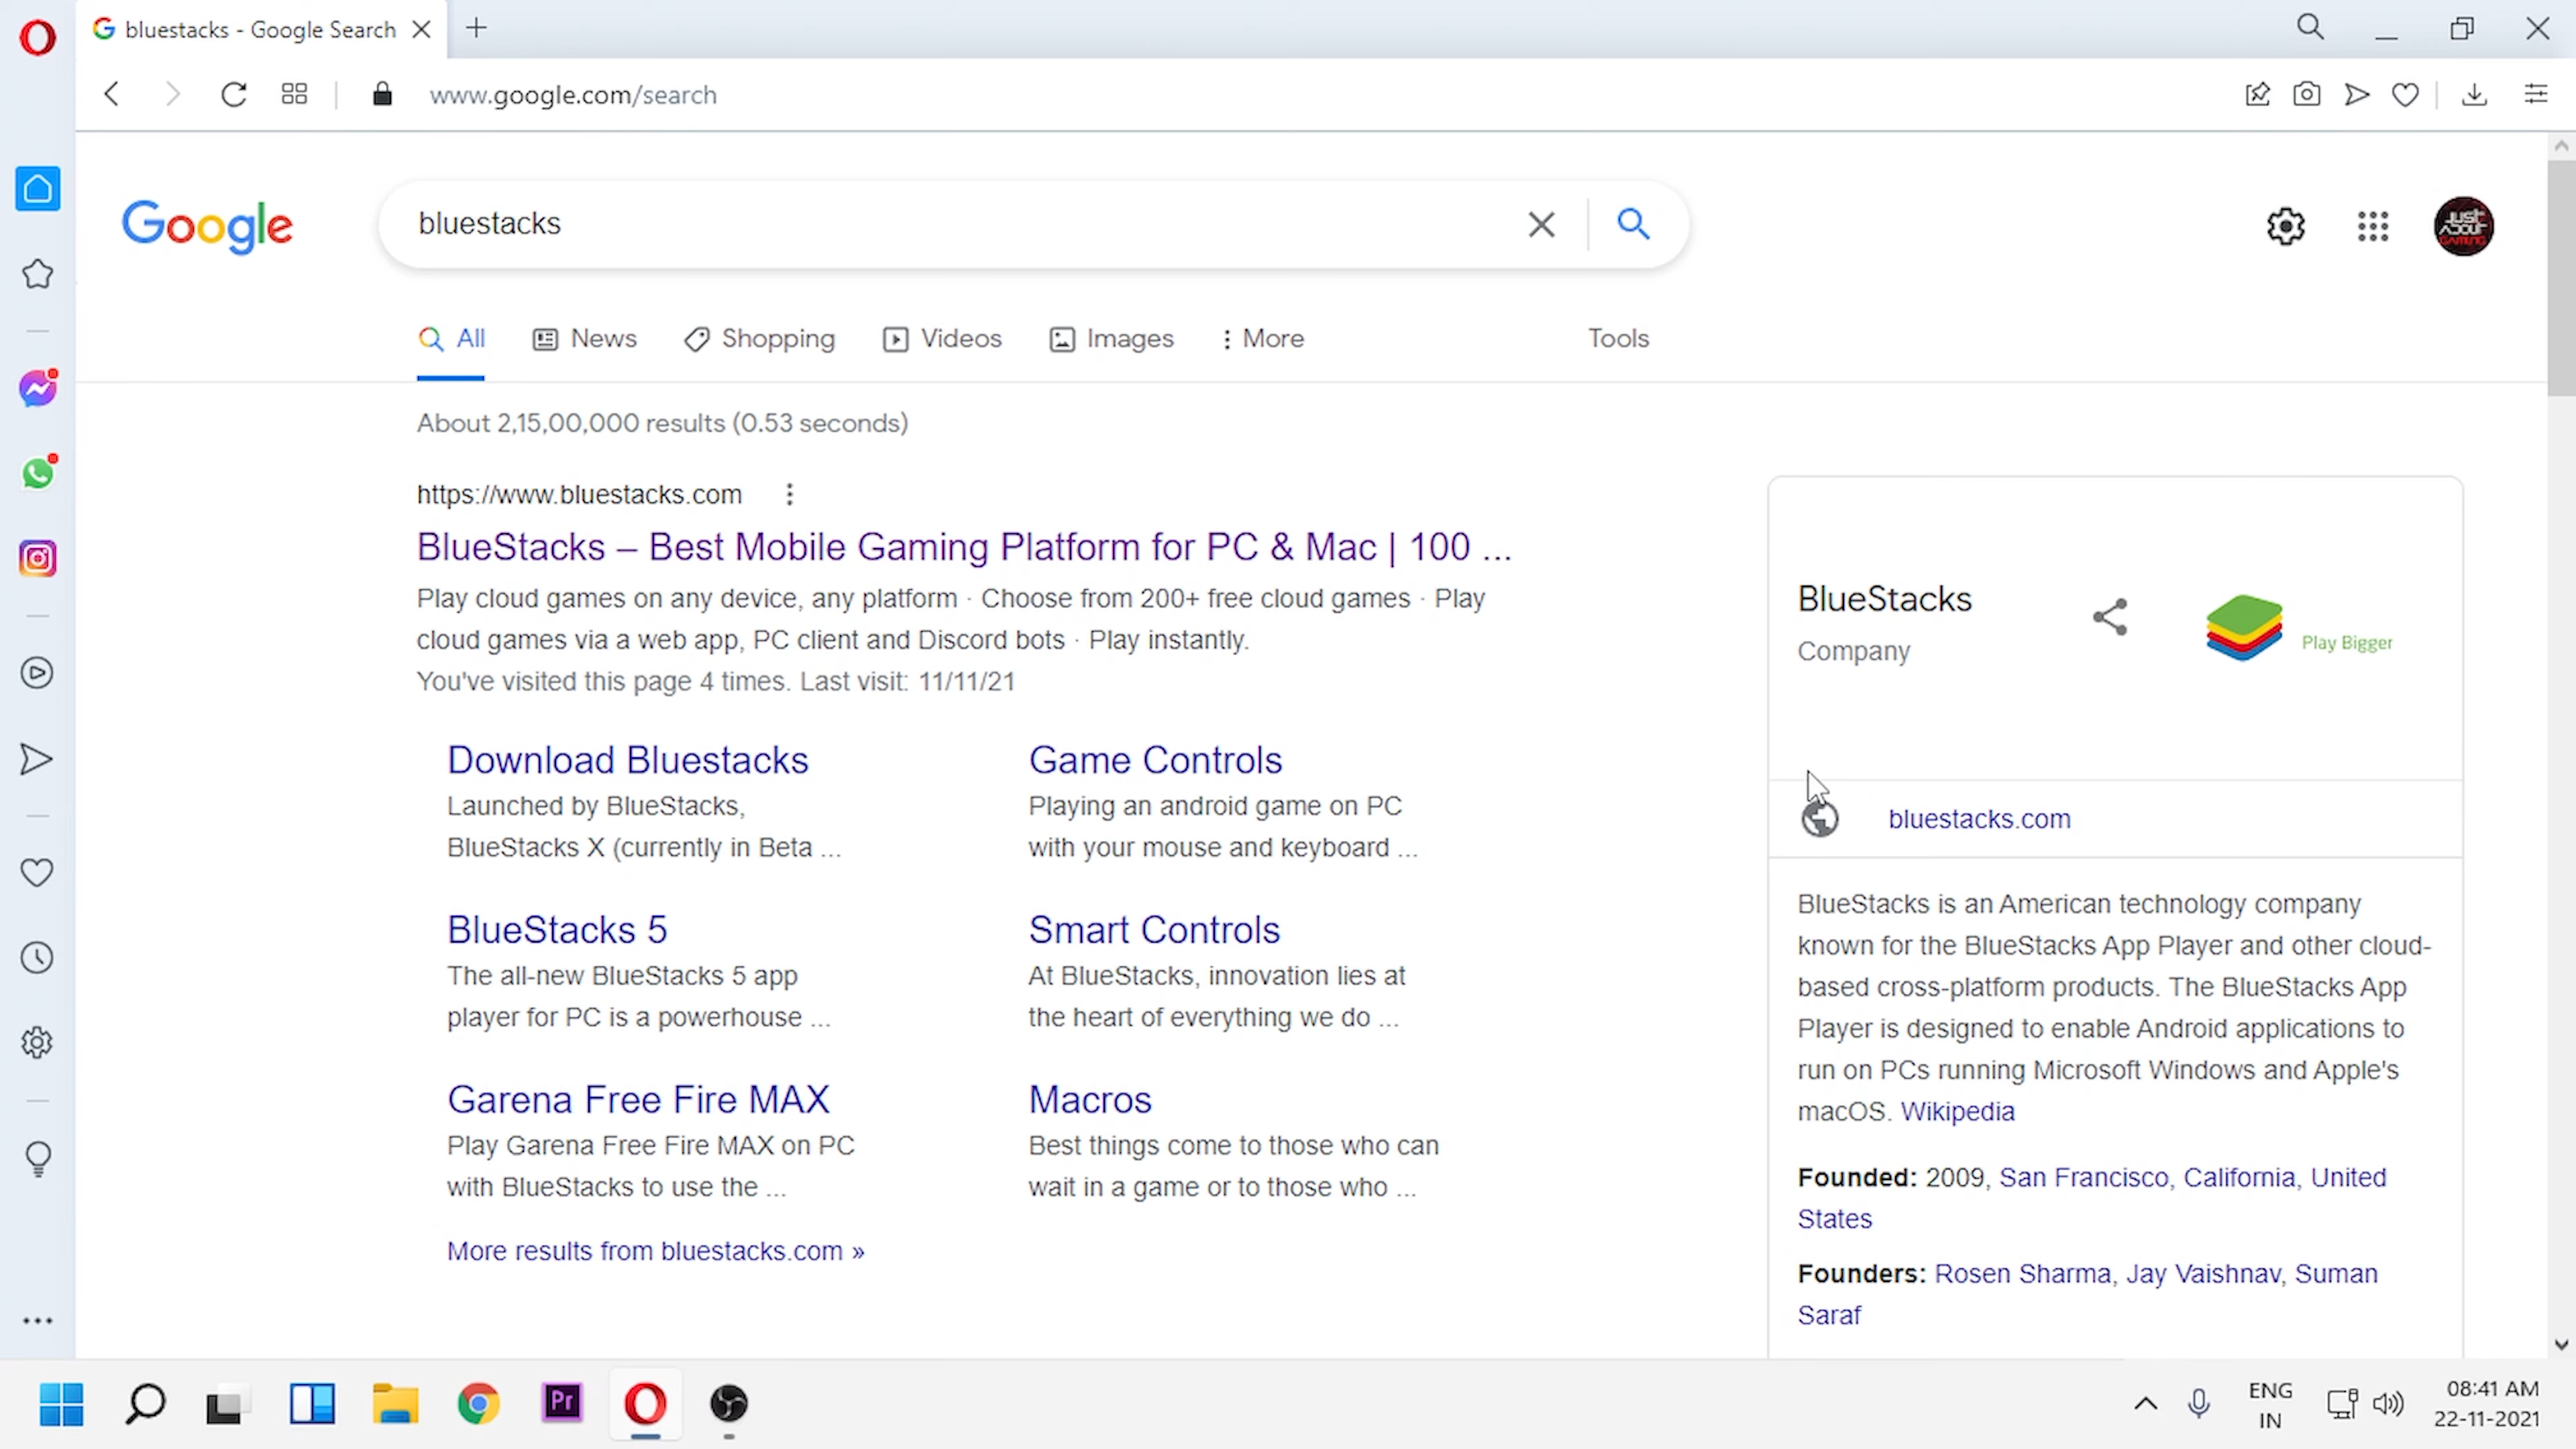 bluestacks - Google Search
www.google.com/search
Google
bluestacks
JUST ABOUT GAMING
All
News
Shopping
Videos
Images
More
Tools
About 2,15,00,000 results (0.53 seconds)
https://www.bluestacks.com
BlueStacks – Best Mobile Gaming Platform for PC & Mac | 100 ...
Play cloud games on any device, any platform · Choose from 200+ free cloud games · Play
cloud games via a web app, PC client and Discord bots · Play instantly.
You've visited this page 4 times. Last visit: 11/11/21
Download Bluestacks
Launched by BlueStacks,
BlueStacks X (currently in Beta ...
Game Controls
Playing an android game on PC
with your mouse and keyboard ...
BlueStacks 5
The all-new BlueStacks 5 app
player for PC is a powerhouse ...
Smart Controls
At BlueStacks, innovation lies at
the heart of everything we do ...
Garena Free Fire MAX
Play Garena Free Fire MAX on PC
with BlueStacks to use the ...
Macros
Best things come to those who can
wait in a game or to those who ...
More results from bluestacks.com »
BlueStacks
Company
Play Bigger
bluestacks.com
BlueStacks is an American technology company
known for the BlueStacks App Player and other cloud-
based cross-platform products. The BlueStacks App
Player is designed to enable Android applications to
run on PCs running Microsoft Windows and Apple's
macOS. Wikipedia
Founded: 2009, San Francisco, California, United
States
Founders: Rosen Sharma, Jay Vaishnav, Suman
Saraf
Pr
ENG
IN
08:41 AM
22-11-2021